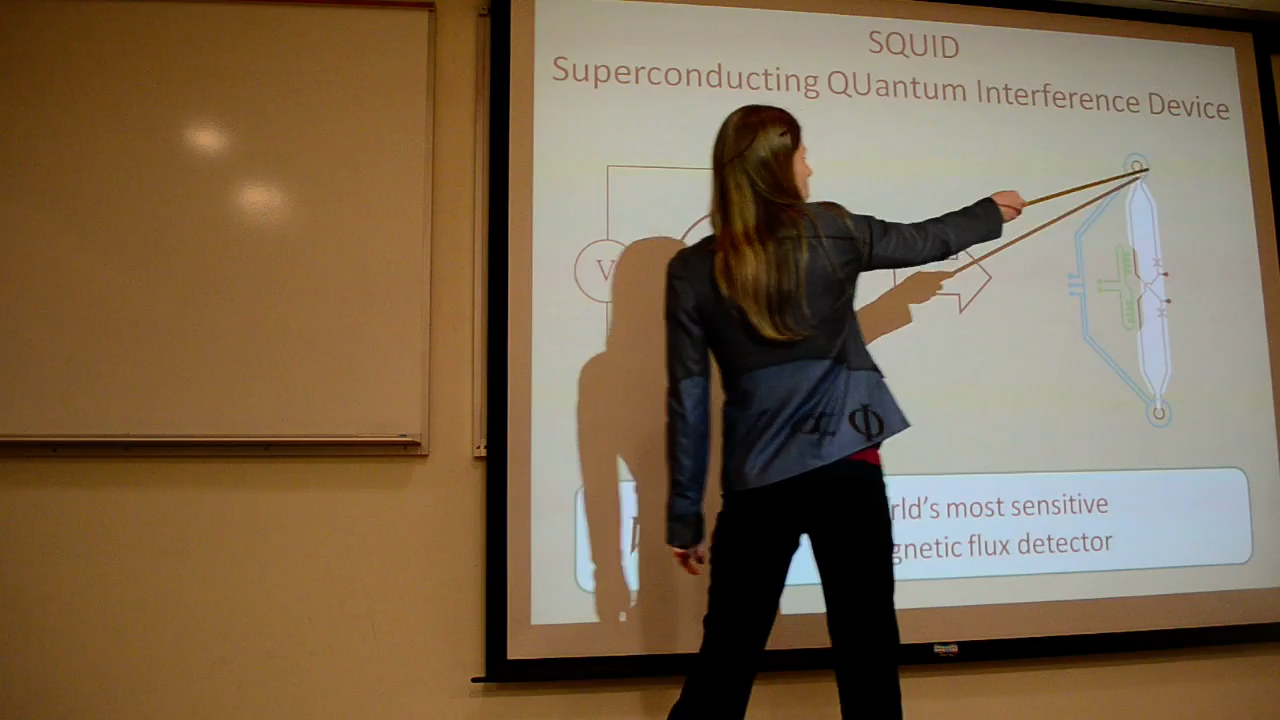 SQUID
Superconducting QUantum Interference Device
V
∝ Φ
rld's most sensitive
gnetic flux detector